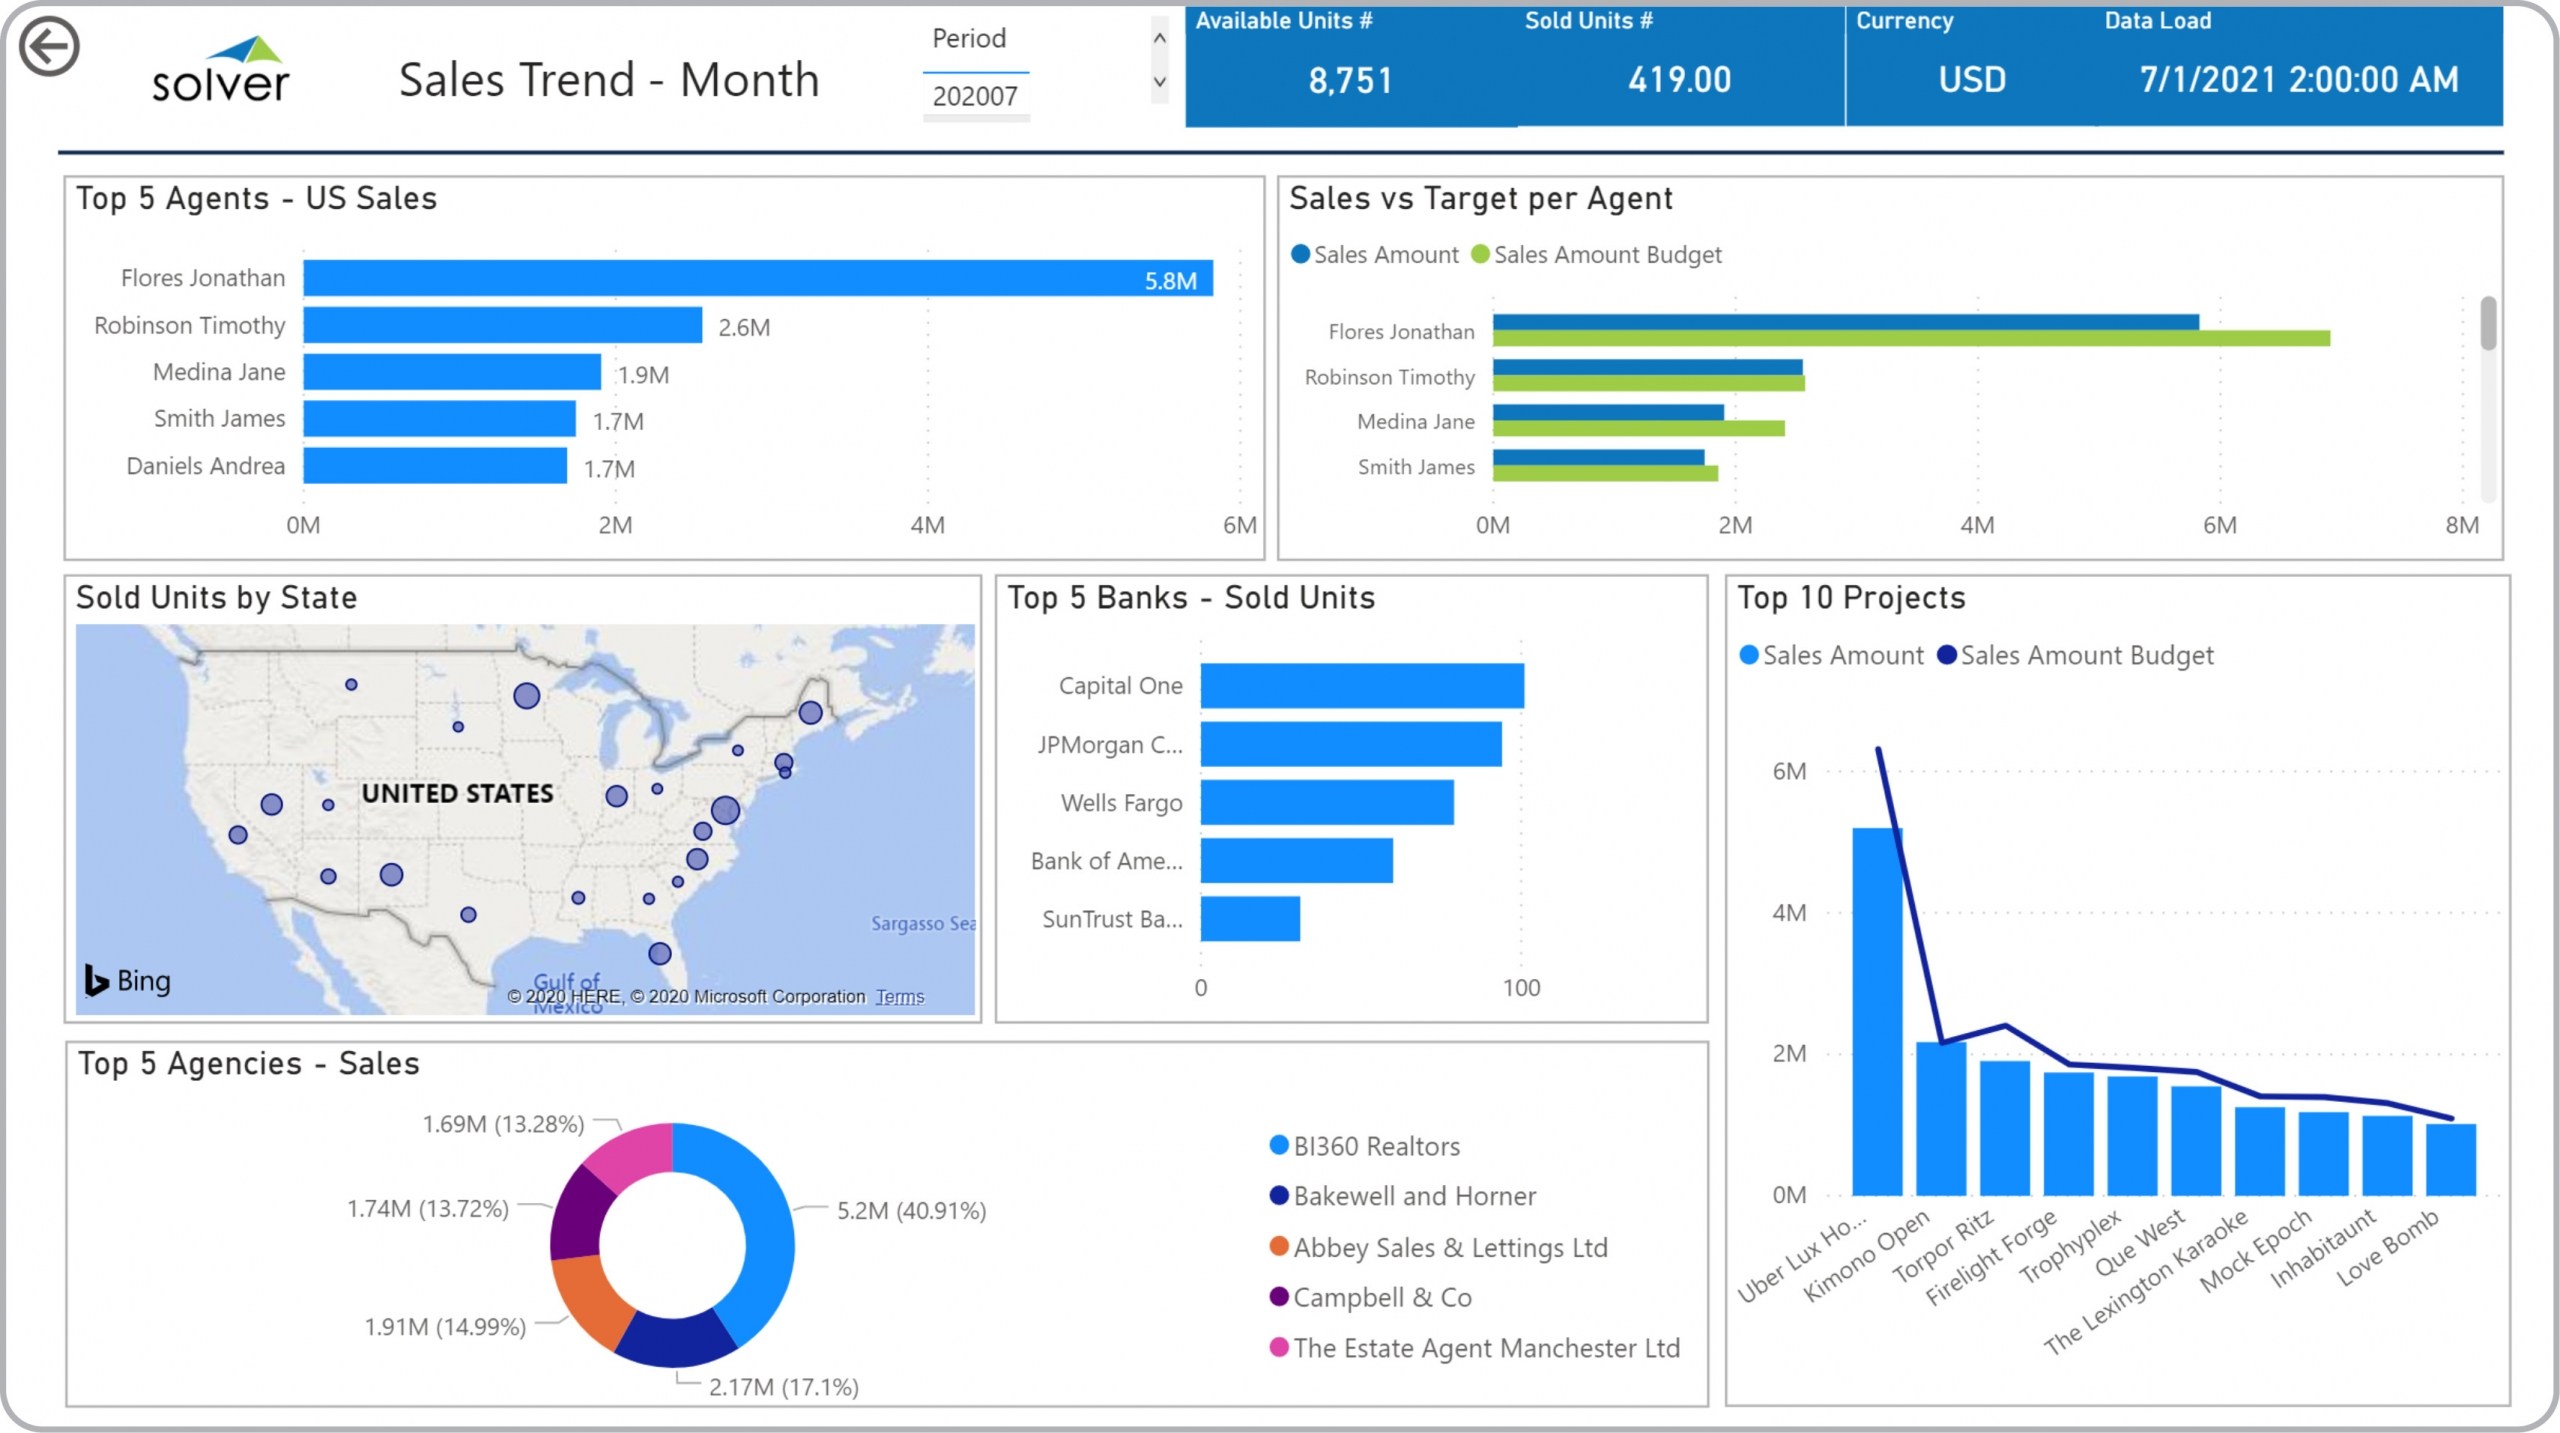 solver
Sales Trend - Month
Period
202007
Available Units #
8,751
Sold Units #
419.00
Currency
USD
Data Load
7/1/2021 2:00:00 AM
Top 5 Agents - US Sales
Flores Jonathan
5.8M
Robinson Timothy
2.6M
Medina Jane
1.9M
Smith James
1.7M
Daniels Andrea
1.7M
0M 2M 4M 6M
Sales vs Target per Agent
Sales Amount Sales Amount Budget
Flores Jonathan
Robinson Timothy
Medina Jane
Smith James
0M 2M 4M 6M 8M
Sold Units by State
UNITED STATES
Sargasso Sea
Gulf of
Mexico
Bing
© 2020 HERE, © 2020 Microsoft Corporation Terms
Top 5 Banks - Sold Units
Capital One
JPMorgan C...
Wells Fargo
Bank of Ame...
SunTrust Ba...
0 100
Top 10 Projects
Sales Amount Sales Amount Budget
6M
4M
2M
0M
Uber Lux Ho...
Kimono Open
Torpor Ritz
Firelight Forge
Trophyplex
Que West
The Lexington Karaoke
Mock Epoch
Inhabitaunt
Love Bomb
Top 5 Agencies - Sales
1.69M (13.28%)
1.74M (13.72%)
5.2M (40.91%)
1.91M (14.99%)
2.17M (17.1%)
BI360 Realtors
Bakewell and Horner
Abbey Sales & Lettings Ltd
Campbell & Co
The Estate Agent Manchester Ltd